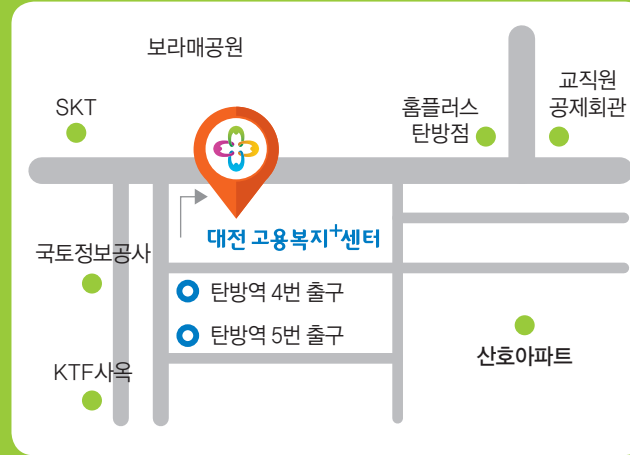 보라매공원
SKT
홈플러스
탄방점
교직원
공제회관
대전 고용복지+센터
국토정보공사
탄방역 4번 출구
탄방역 5번 출구
산호아파트
KTF사옥